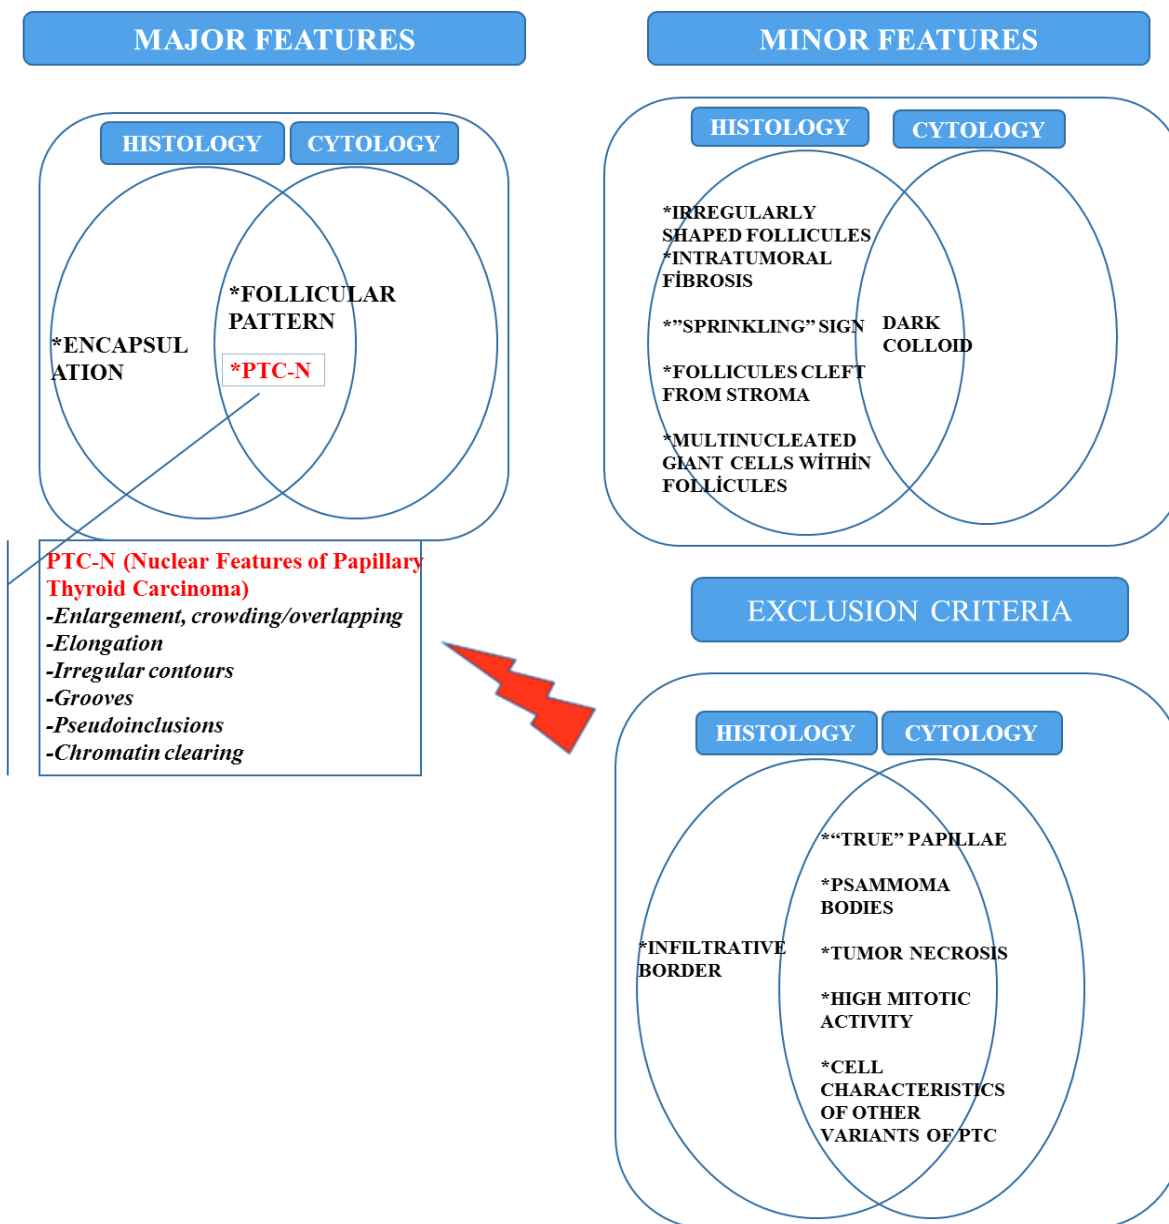 MAJOR FEATURES
HISTOLOGY
CYTOLOGY
*ENCAPSUL
ATION
*FOLLICULAR
PATTERN
*PTC-N
PTC-N (Nuclear Features of Papillary
Thyroid Carcinoma)
-Enlargement, crowding/overlapping
-Elongation
-Irregular contours
-Grooves
-Pseudoinclusions
-Chromatin clearing
MINOR FEATURES
HISTOLOGY
CYTOLOGY
*IRREGULARLY
SHAPED FOLLICULES
*INTRATUMORAL
FİBROSIS
*”SPRINKLING” SIGN
*FOLLICULES CLEFT
FROM STROMA
*MULTINUCLEATED
GIANT CELLS WİTHİN
FOLLİCULES
DARK
COLLOID
EXCLUSION CRITERIA
HISTOLOGY
CYTOLOGY
*INFILTRATIVE
BORDER
*“TRUE” PAPILLAE
*PSAMMOMA
BODIES
*TUMOR NECROSIS
*HIGH MITOTIC
ACTIVITY
*CELL
CHARACTERISTICS
OF OTHER
VARIANTS OF PTC